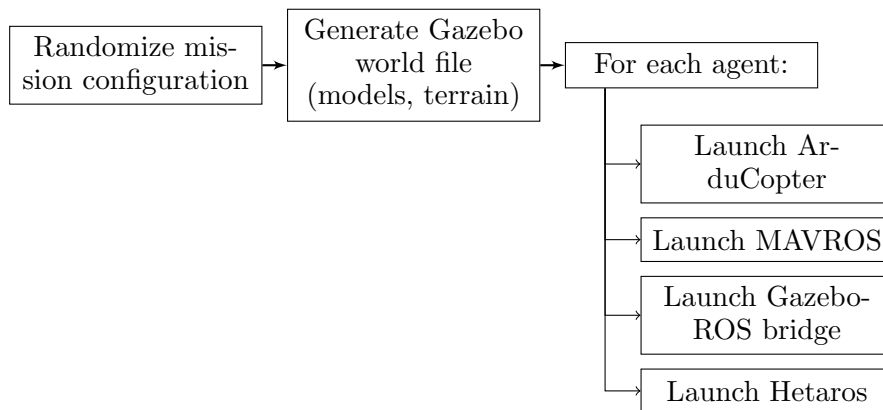 Randomize mis-
sion configuration
Generate Gazebo
world file
(models, terrain)
For each agent:
Launch Ar-
duCopter
Launch MAVROS
Launch Gazebo-
ROS bridge
Launch Hetaros